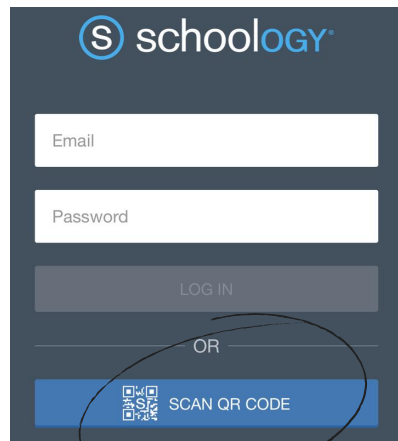 S schoology
Email
Password
LOG IN
OR
SCAN QR CODE